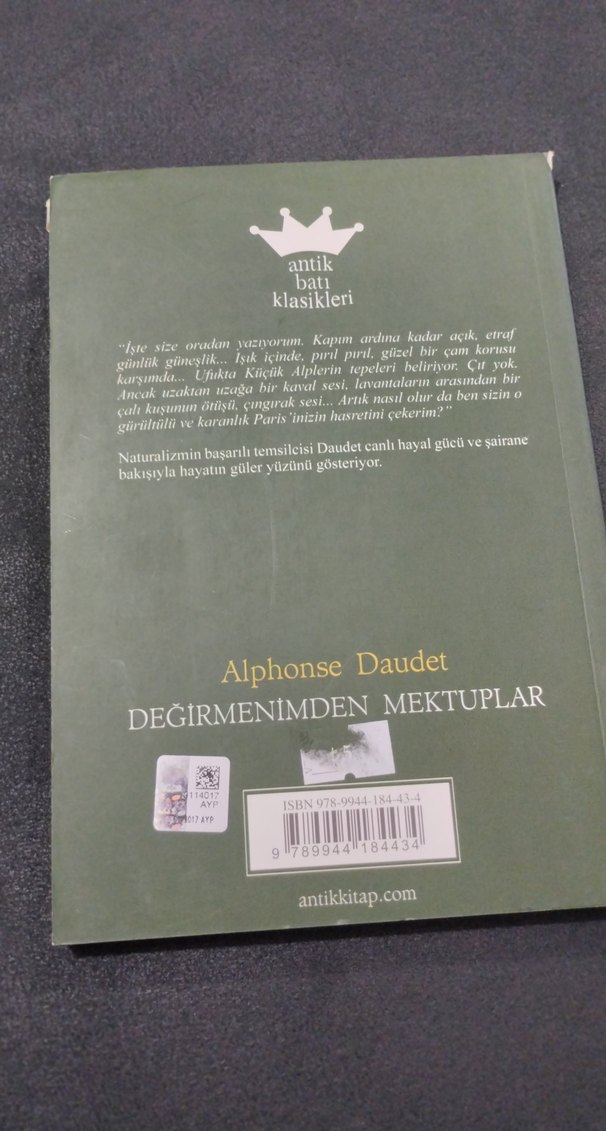 antik
batı
klasikleri
"İşte size oradan yazıyorum. Kapım ardına kadar açık, etraf
günlük güneşlik... Işık içinde, pırıl pırıl, güzel bir çam korusu
karşımda... Ufukta Küçük Alplerin tepeleri beliriyor. Çıt yok.
Ancak uzaktan uzağa bir kaval sesi, lavantaların arasından bir
çalı kuşunun ötüşü, çıngırak sesi... Artık nasıl olur da ben sizin o
gürültülü ve karanlık Paris'inizin hasretini çekerim?"
Naturalizmin başarılı temsilcisi Daudet canlı hayal gücü ve şairane
bakışıyla hayatın güler yüzünü gösteriyor.
Alphonse Daudet
DEĞİRMENİMDEN MEKTUPLAR
114017
AYP
4017 AYP
ISBN 978-9944-184-43-4
9 789944 184434
antikkitap.com